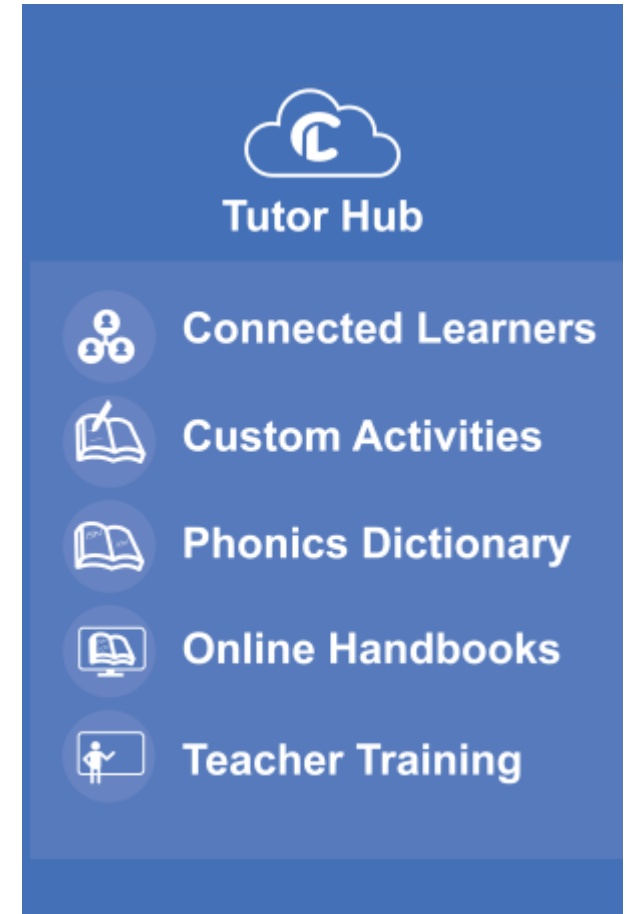 Tutor Hub
Connected Learners
Custom Activities
Phonics Dictionary
Online Handbooks
Teacher Training